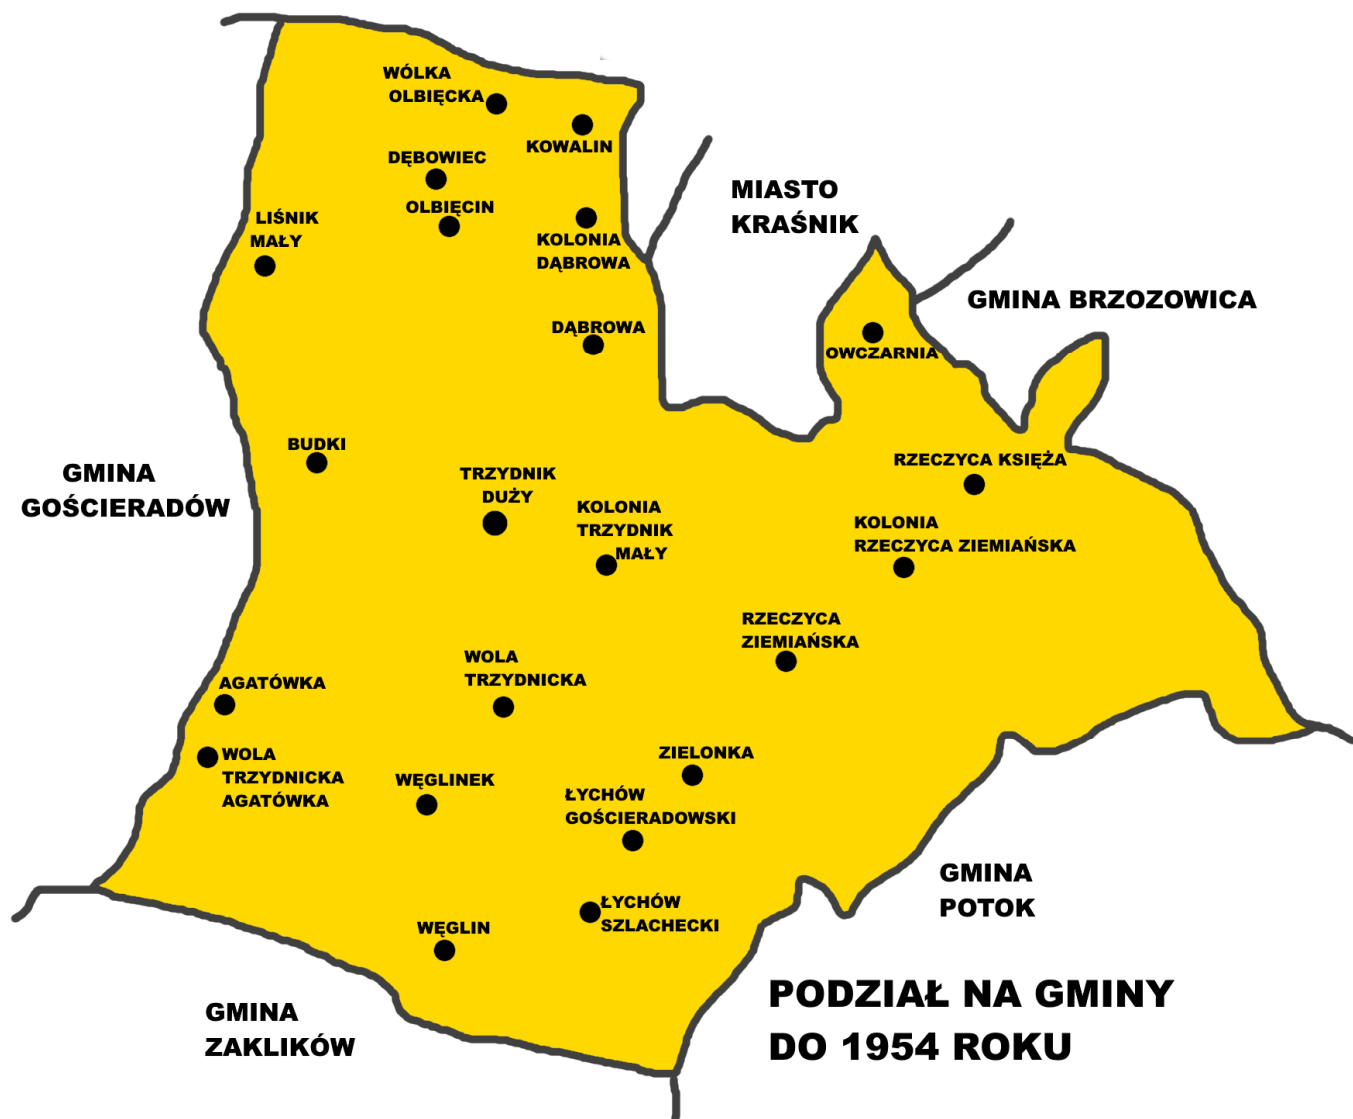 WÓLKA
OLBIĘCKA
KOWALIN
DĘBOWIEC
OLBIĘCIN
LIŚNIK
MAŁY
KOLONIA
DĄBROWA
MIASTO
KRAŚNIK
GMINA BRZOZOWICA
DĄBROWA
OWCZARNIA
BUDKI
GMINA
GOŚCIERADÓW
TRZYDNIK
DUŻY
KOLONIA
TRZYDNIK
MAŁY
RZECZYCA KSIĘŻA
KOLONIA
RZECZYCA ZIEMIAŃSKA
RZECZYCA
ZIEMIAŃSKA
WOLA
TRZYDNICKA
AGATÓWKA
WOLA
TRZYDNICKA
AGATÓWKA
WĘGLINEK
ZIELONKA
ŁYCHÓW
GOŚCIERADOWSKI
ŁYCHÓW
SZLACHECKI
WĘGLIN
GMINA
POTOK
GMINA
ZAKLIKÓW
PODZIAŁ NA GMINY
DO 1954 ROKU